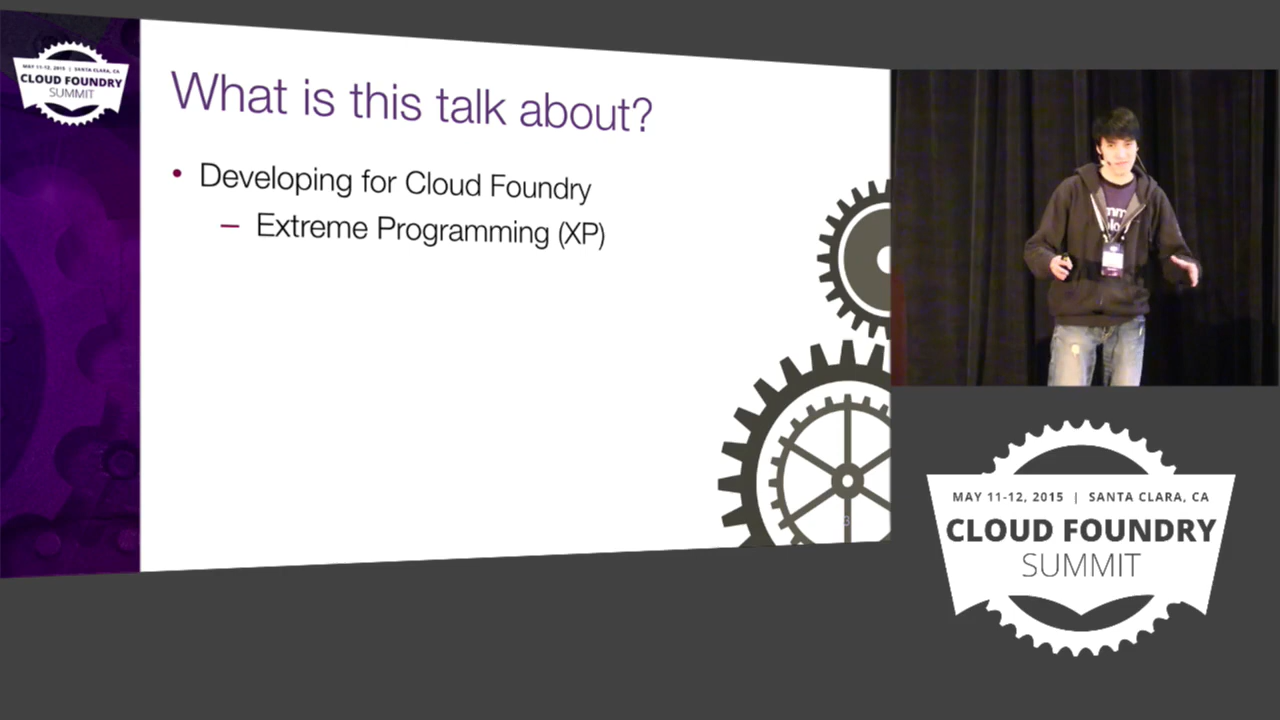 MAY 11-12, 2015 | SANTA CLARA, CA
CLOUD FOUNDRY
SUMMIT
What is this talk about?
• Developing for Cloud Foundry
– Extreme Programming (XP)
3
MAY 11-12, 2015 | SANTA CLARA, CA
CLOUD FOUNDRY
SUMMIT